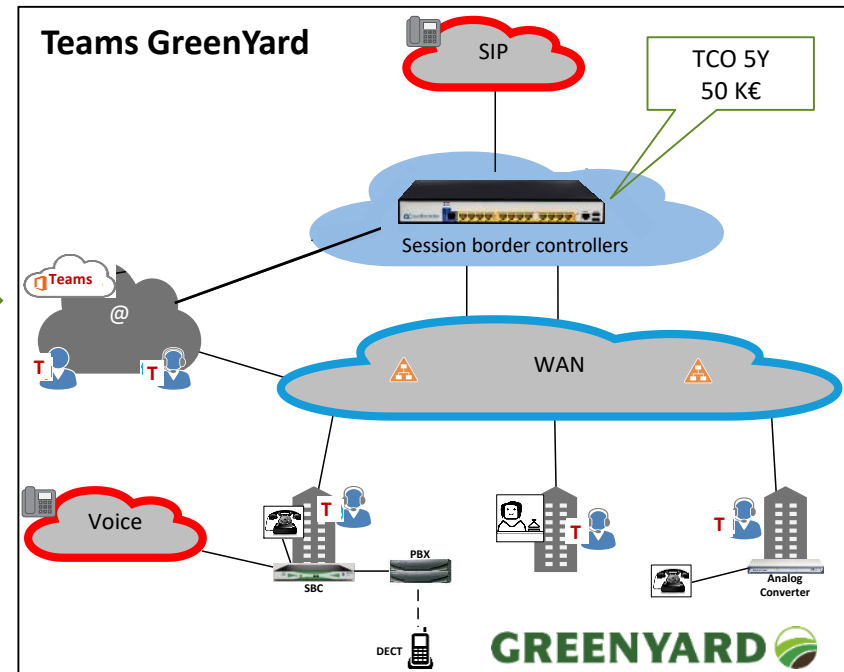 Teams GreenYard
SIP
TCO 5Y
50 K€
Session border controllers
Teams
@
T
T
WAN
Voice
T
T
T
SBC
PBX
DECT
Analog
Converter
GREENYARD